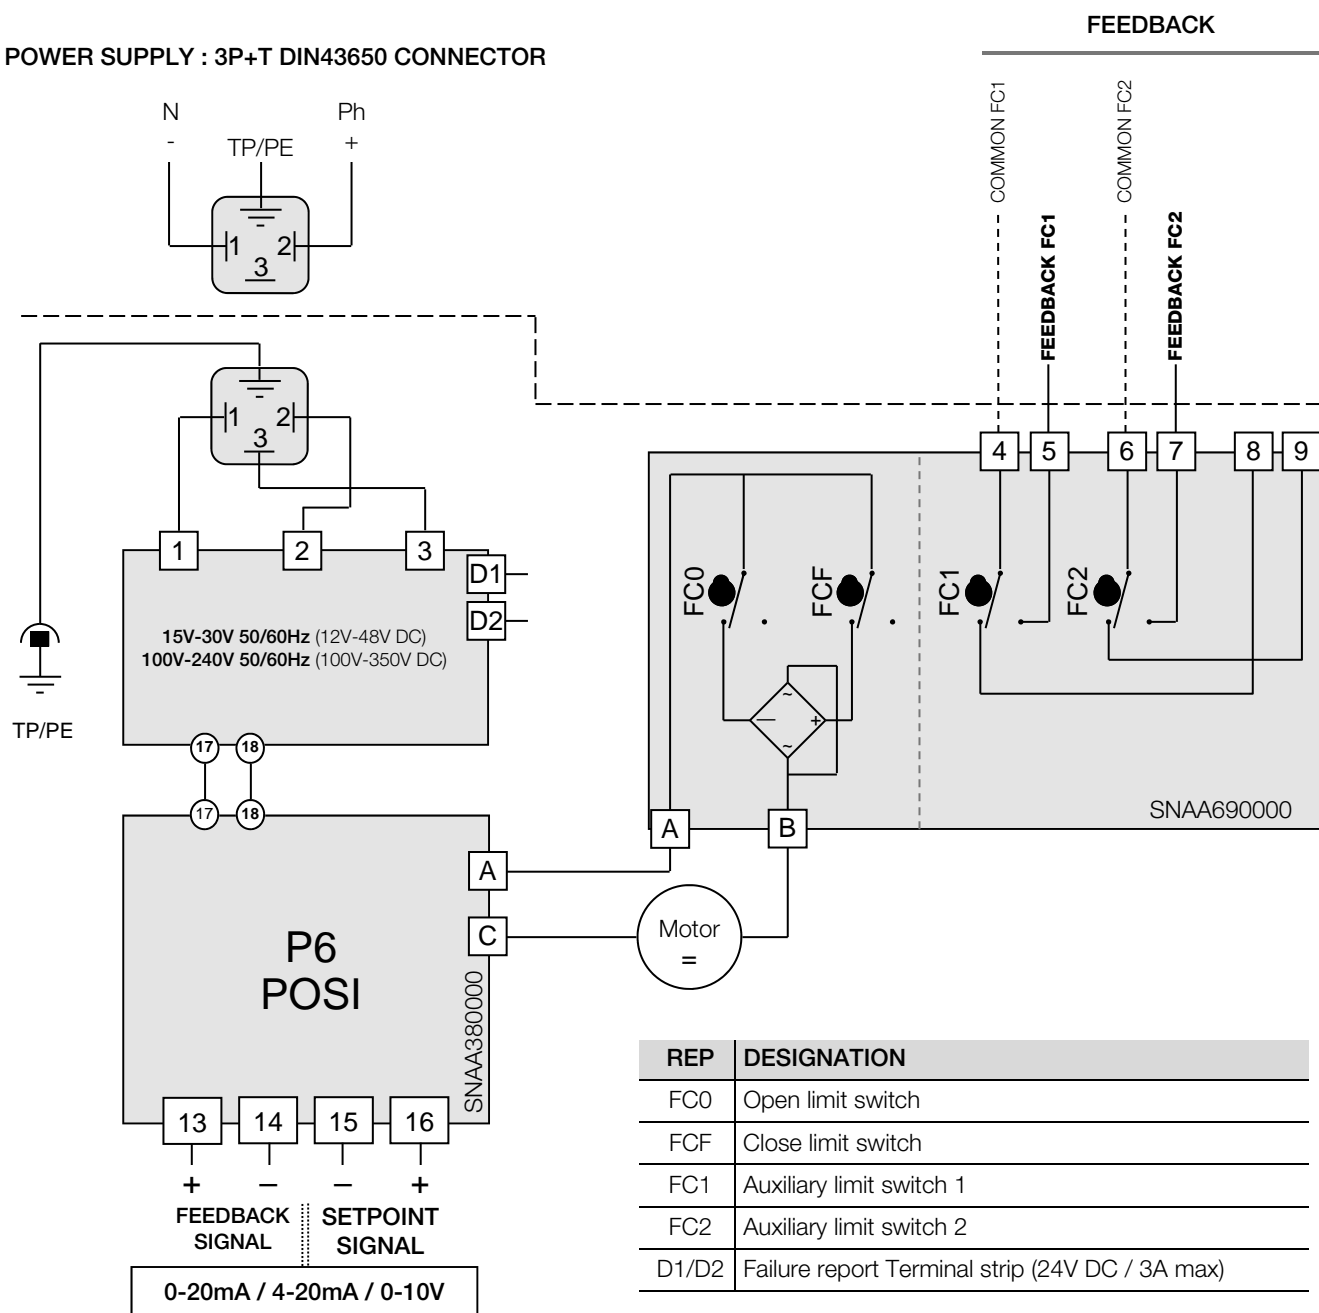 FEEDBACK
POWER SUPPLY : 3P+T DIN43650 CONNECTOR
N
Ph
-
TP/PE
+
1
2
3
COMMON FC1
FEEDBACK FC1
COMMON FC2
FEEDBACK FC2
1
2
3
4
5
6
7
8
9
1
2
3
D1
D2
15V-30V 50/60Hz (12V-48V DC)
100V-240V 50/60Hz (100V-350V DC)
TP/PE
FC0
FCF
FC1
FC2
~
—
+
~
17
18
17
18
SNAA690000
A
B
A
C
Motor
=
P6
POSI
SNAA380000
13
14
15
16
+
–
–
+
FEEDBACK
SIGNAL
SETPOINT
SIGNAL
0-20mA / 4-20mA / 0-10V
REP DESIGNATION
FC0 Open limit switch
FCF Close limit switch
FC1 Auxiliary limit switch 1
FC2 Auxiliary limit switch 2
D1/D2 Failure report Terminal strip (24V DC / 3A max)